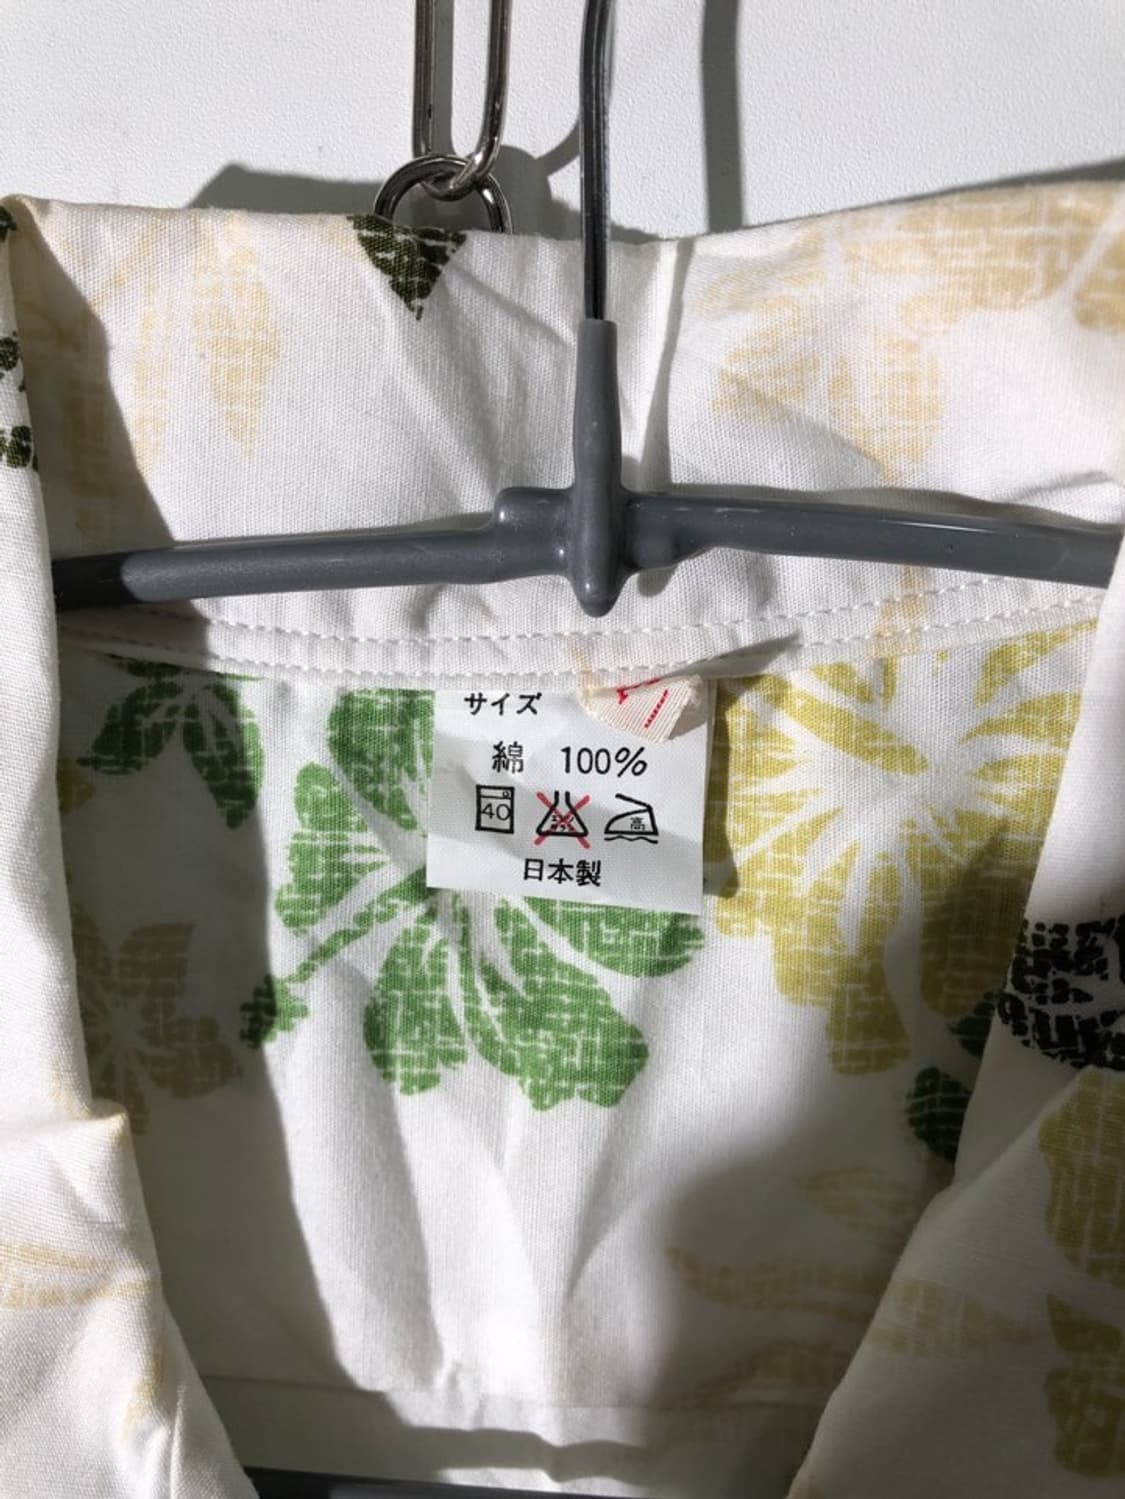 サイズ
綿 100%
40 高
日本製